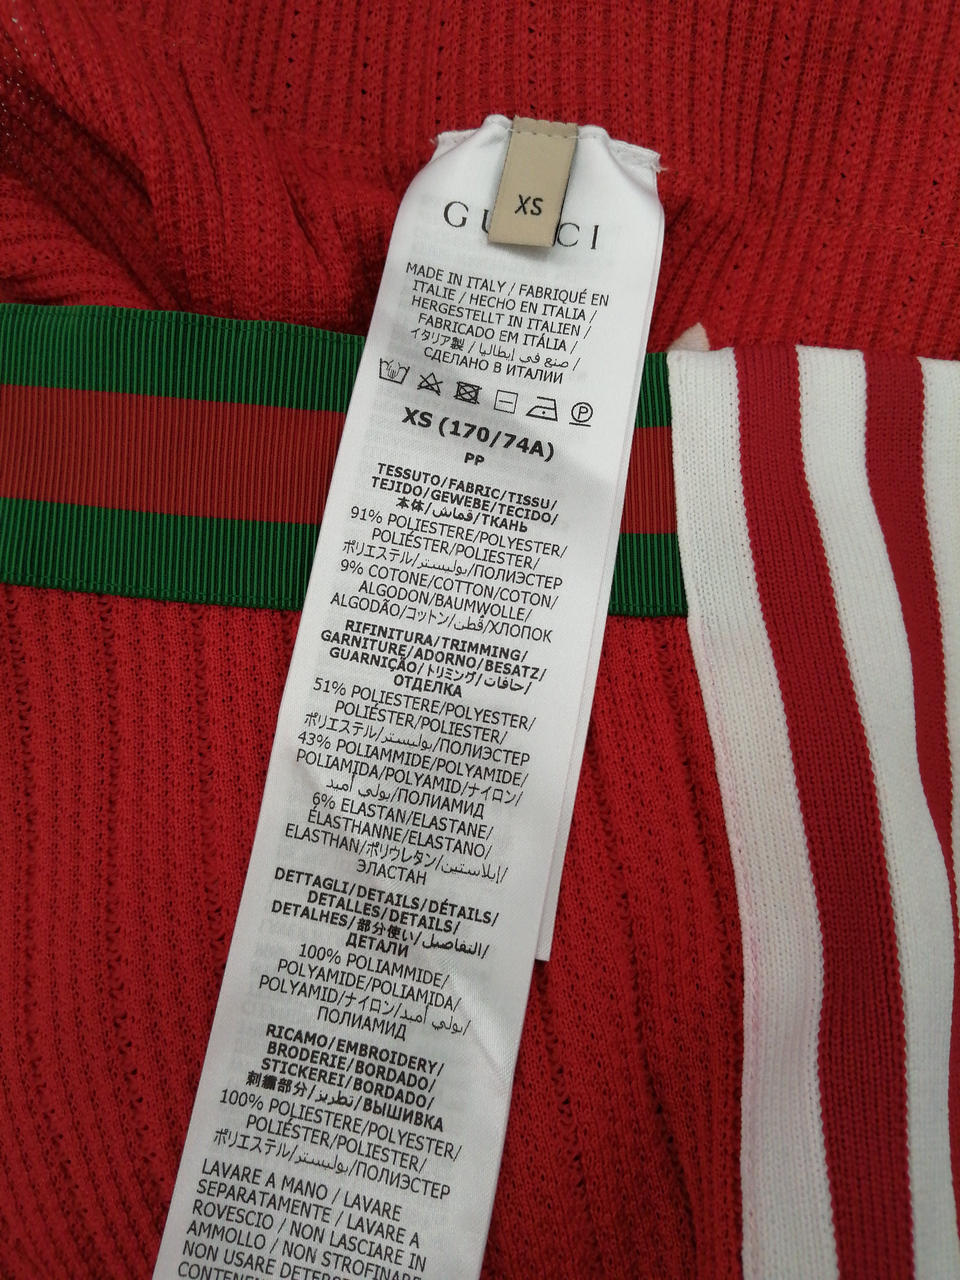 XS
GUCCI
MADE IN ITALY / FABRIQUÉ EN
ITALIE / HECHO EN ITALIA /
HERGESTELLT IN ITALIEN /
FABRICADO EM ITÁLIA /
イタリア製 / صنع في إيطاليا /
СДЕЛАНО В ИТАЛИИ
P
XS (170/74A)
PP
TESSUTO/FABRIC/TISSU/
TEJIDO/GEWEBE/TECIDO/
本体/قماش/ТКАНЬ
91% POLIESTERE/POLYESTER/
POLIÉSTER/POLIESTER/
ポリエステル/بوليستر/ПОЛИЭСТЕР
9% COTONE/COTTON/COTON/
ALGODON/BAUMWOLLE/
ALGODÃO/コットン/قطن/ХЛОПОК
RIFINITURA/TRIMMING/
GARNITURE/ADORNO/BESATZ/
GUARNIÇÃO/トリミング/حافات/
ОТДЕЛКА
51% POLIESTERE/POLYESTER/
POLIÉSTER/POLIESTER/
ポリエステル/بوليستر/ПОЛИЭСТЕР
43% POLIAMMIDE/POLYAMIDE/
POLIAMIDA/POLYAMID/ナイロン/
بولي أميد/ПОЛИАМИД
6% ELASTAN/ELASTANE/
ÉLASTHANNE/ELASTANO/
ELASTHAN/ポリウレタン/إيلاستين/
ЭЛАСТАН
DETTAGLI/DETAILS/DÉTAILS/
DETALLES/DETAILS/
DETALHES/部分使い/التفاصيل/
ДЕТАЛИ
100% POLIAMMIDE/
POLYAMIDE/POLIAMIDA/
POLYAMID/ナイロン/بولي أميد/
ПОЛИАМИД
RICAMO/EMBROIDERY/
BRODERIE/BORDADO/
STICKEREI/BORDADO/
刺繍部分/تطريز/ВЫШИВКА
100% POLIESTERE/POLYESTER/
POLIÉSTER/POLIESTER/
ポリエステル/بوليستر/ПОЛИЭСТЕР
LAVARE A MANO / LAVARE
SEPARATAMENTE / LAVARE A
ROVESCIO / NON LASCIARE IN
AMMOLLO / NON STROFINARE
NON USARE